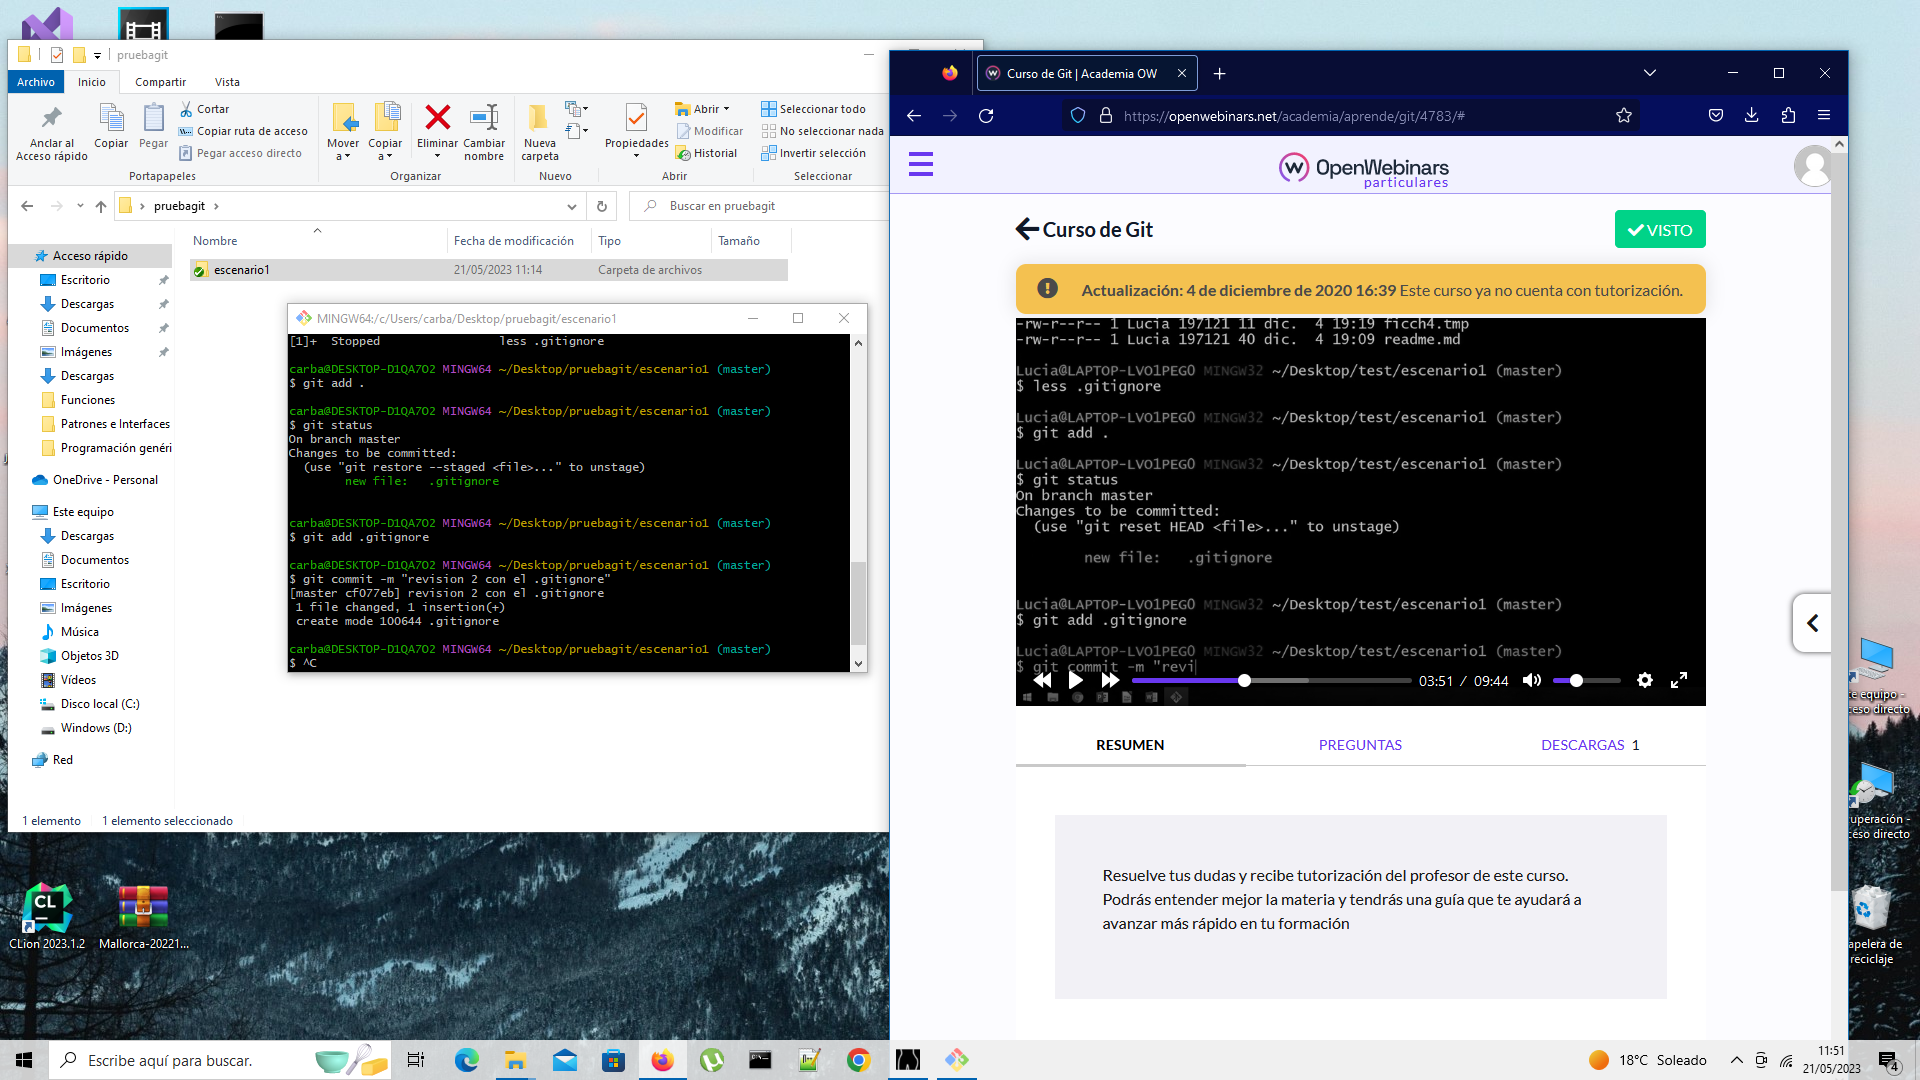 pruebagit
Archivo
Inicio
Compartir
Vista
Anclar al
Acceso rápido
Copiar
Pegar
Cortar
Copiar ruta de acceso
Pegar acceso directo
Portapapeles
Mover
a
Copiar
a
Eliminar
Cambiar
nombre
Organizar
Nueva
carpeta
Nuevo
Propiedades
Abrir
Modificar
Historial
Abrir
Seleccionar todo
No seleccionar nada
Invertir selección
Seleccionar
pruebagit
Buscar en pruebagit
Nombre
Fecha de modificación
Tipo
Tamaño
escenario1
21/05/2023 11:14
Carpeta de archivos
Acceso rápido
Escritorio
Descargas
Documentos
Imágenes
Descargas
Funciones
Patrones e Interfaces
Programación genéri
OneDrive - Personal
Este equipo
Descargas
Documentos
Escritorio
Imágenes
Música
Objetos 3D
Vídeos
Disco local (C:)
Windows (D:)
Red
1 elemento
1 elemento seleccionado
MINGW64:/c/Users/carba/Desktop/pruebagit/escenario1
[1]+ Stopped less .gitignore
carba@DESKTOP-D1QA7O2 MINGW64 ~/Desktop/pruebagit/escenario1 (master)
$ git add .
carba@DESKTOP-D1QA7O2 MINGW64 ~/Desktop/pruebagit/escenario1 (master)
$ git status
On branch master
Changes to be committed:
(use "git restore --staged <file>..." to unstage)
new file: .gitignore
carba@DESKTOP-D1QA7O2 MINGW64 ~/Desktop/pruebagit/escenario1 (master)
$ git add .gitignore
carba@DESKTOP-D1QA7O2 MINGW64 ~/Desktop/pruebagit/escenario1 (master)
$ git commit -m "revision 2 con el .gitignore"
[master cf077eb] revision 2 con el .gitignore
1 file changed, 1 insertion(+)
create mode 100644 .gitignore
carba@DESKTOP-D1QA7O2 MINGW64 ~/Desktop/pruebagit/escenario1 (master)
$ ^C
Curso de Git | Academia OW
https://openwebinars.net/academia/aprende/git/4783/#
OpenWebinars
particulares
Curso de Git
VISTO
Actualización: 4 de diciembre de 2020 16:39 Este curso ya no cuenta con tutorización.
-rw-r--r-- 1 Lucia 197121 11 dic. 4 19:19 ficch4.tmp
-rw-r--r-- 1 Lucia 197121 40 dic. 4 19:09 readme.md
Lucia@LAPTOP-LVO1PEG0 MINGW32 ~/Desktop/test/escenario1 (master)
$ less .gitignore
Lucia@LAPTOP-LVO1PEG0 MINGW32 ~/Desktop/test/escenario1 (master)
$ git add .
Lucia@LAPTOP-LVO1PEG0 MINGW32 ~/Desktop/test/escenario1 (master)
$ git status
On branch master
Changes to be committed:
(use "git reset HEAD <file>..." to unstage)
new file: .gitignore
Lucia@LAPTOP-LVO1PEG0 MINGW32 ~/Desktop/test/escenario1 (master)
$ git add .gitignore
Lucia@LAPTOP-LVO1PEG0 MINGW32 ~/Desktop/test/escenario1 (master)
$ git commit -m "revi
03:51 / 09:44
RESUMEN
PREGUNTAS
DESCARGAS 1
Resuelve tus dudas y recibe tutorización del profesor de este curso.
Podrás entender mejor la materia y tendrás una guía que te ayudará a
avanzar más rápido en tu formación
te equipo -
ceso directo
uperación -
ceso directo
apelera de
reciclaje
CL
CLion 2023.1.2
Mallorca-20221...
Escribe aquí para buscar.
18°C Soleado
11:51
21/05/2023
4